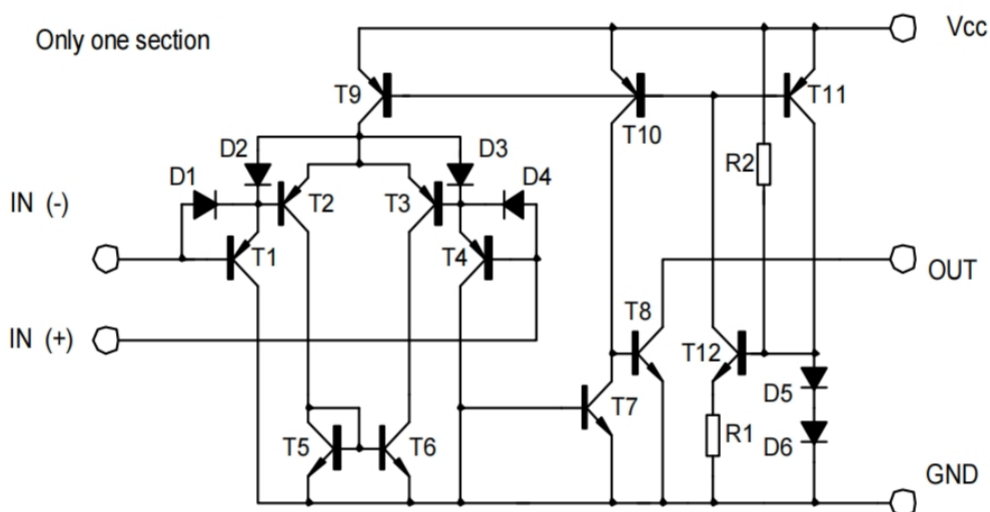 Only one section
Vcc
T9
T10
T11
D2
D3
R2
D1
D4
IN (-)
T2
T3
T1
T4
OUT
T8
IN (+)
T12
D5
T7
T5
T6
R1
D6
GND